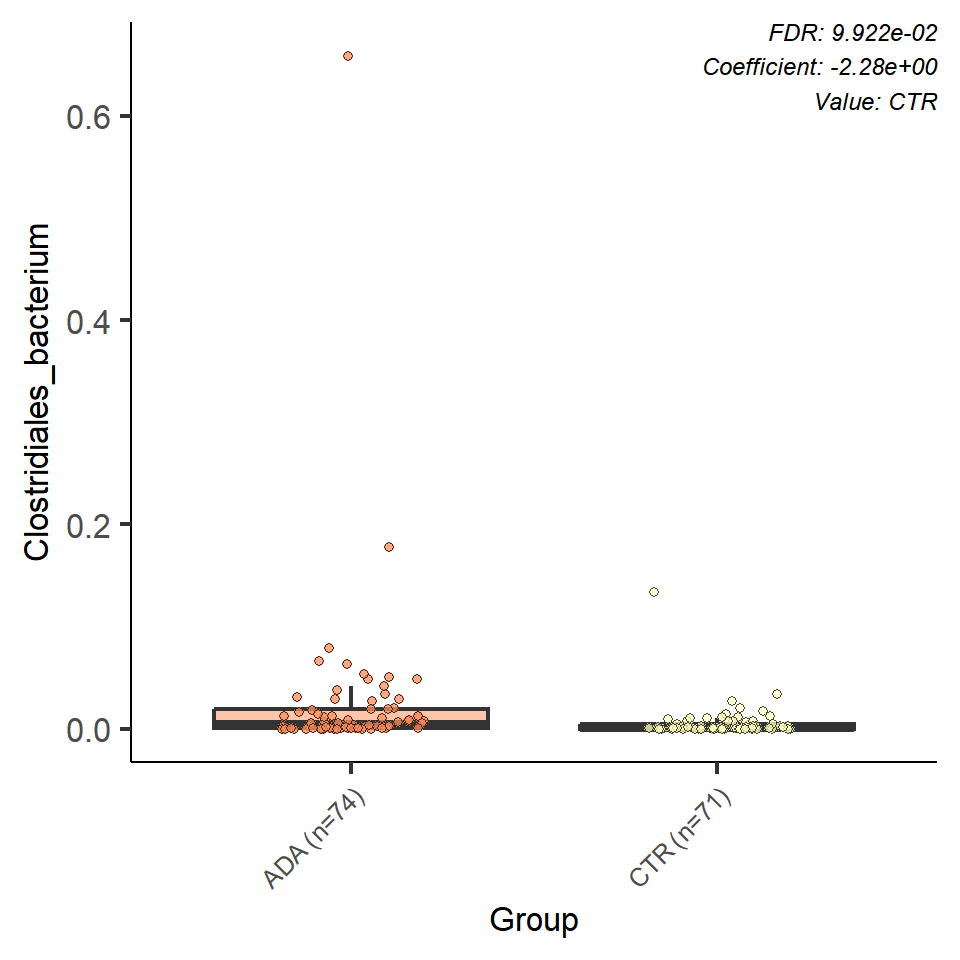 FDR: 9.922e-02
Coefficient: -2.28e+00
Value: CTR
Clostridiales_bacterium
0.6
0.4
0.2
0.0
ADA (n=74)
CTR (n=71)
Group